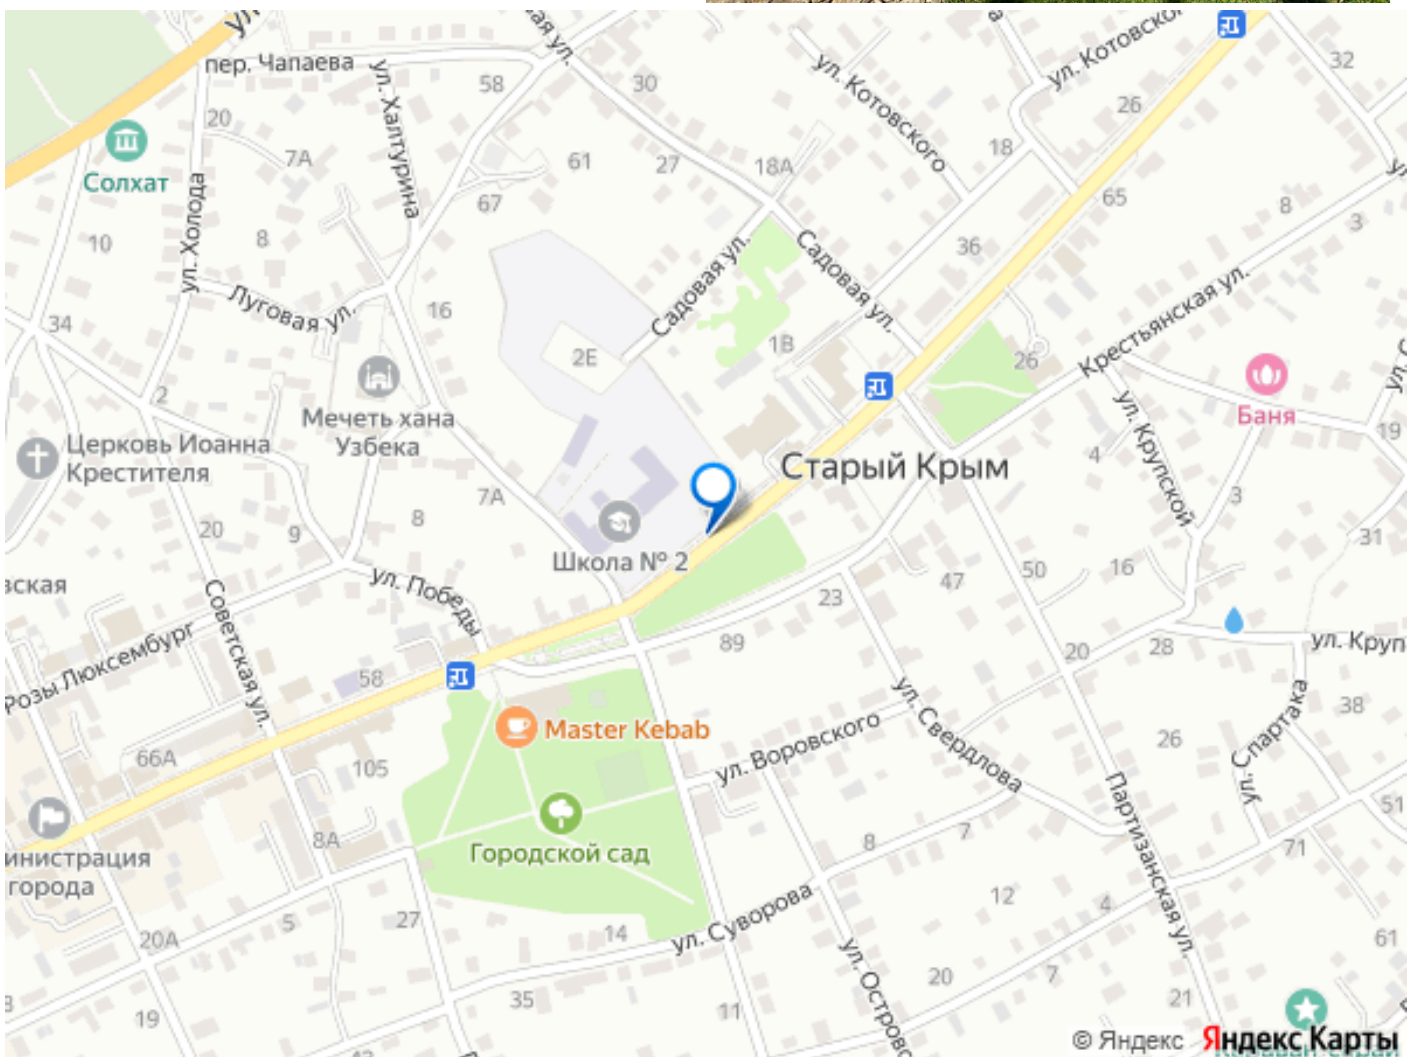 ул. Котовского
32
пер. Чапаева
58
30
ул. Халтурина
ул. Котовского
26
20
7А
61
27
18А
18
Солхат
67
65
8
3
ул. Холода
10
8
36
Садовая ул.
Садовая ул.
Луговая ул.
16
34
2Е
1В
26
Крестьянская ул.
2
Мечеть хана
Узбека
Баня
ул. Крупской
19
Церковь Иоанна
Крестителя
Старый Крым
4
7А
3
20
9
8
31
Школа № 2
ул. Победы
47
50
16
23
Советская ул.
89
20
28
ул. Круп
Розы Люксембург
58
38
Master Kebab
ул. Воровского
ул. Свердлова
26
ул. Спартака
66А
105
Партизанская ул.
51
8А
Городской сад
8
7
71
инистрация
города
12
4
5
27
ул. Суворова
20А
14
61
ул. Островс
20
7
35
21
19
11
© Яндекс Яндекс Карты